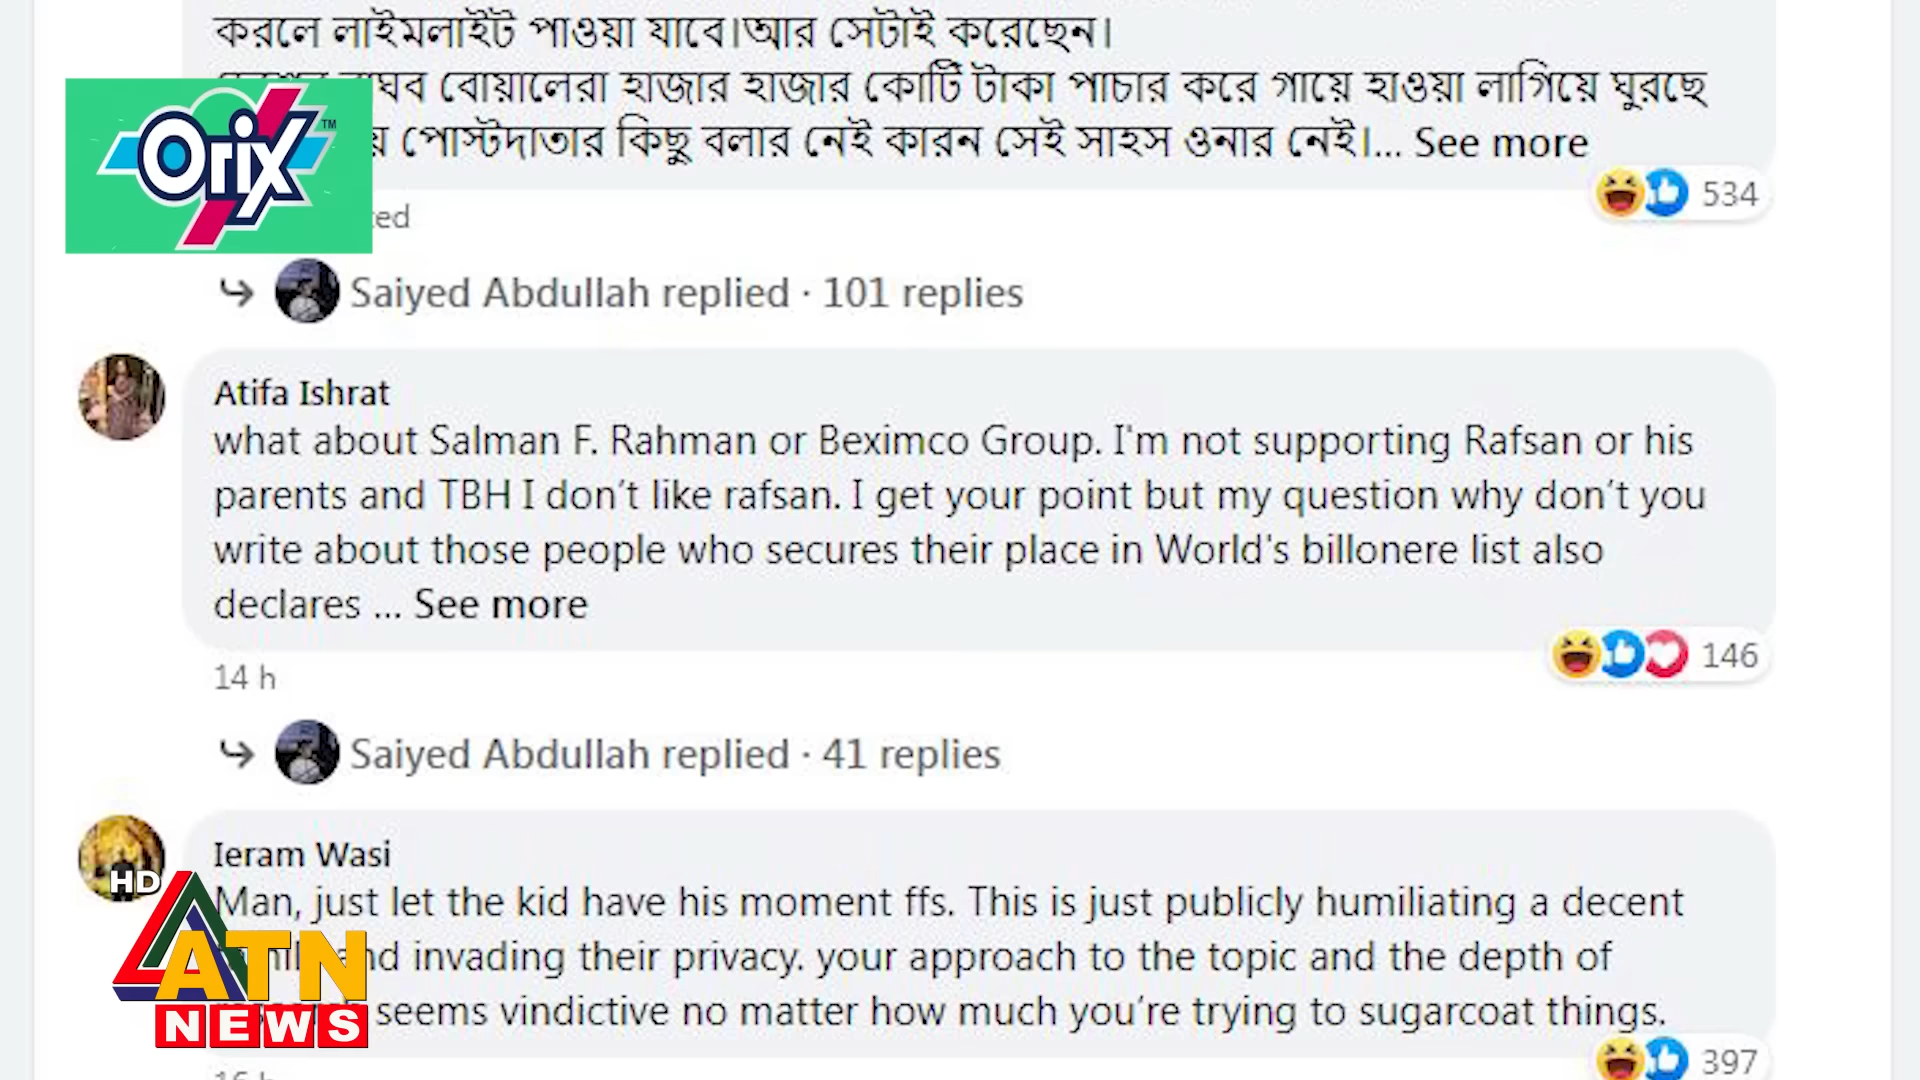 করলে লাইমলাইট পাওয়া যাবে।আর সেটাই করেছেন।
বোয়ালেরা হাজার হাজার কোটি টাকা পাচার করে গায়ে হাওয়া লাগিয়ে ঘুরছে
পোস্টদাতার কিছু বলার নেই কারন সেই সাহস ওনার নেই।... See more
Orix™
534
Saiyed Abdullah replied · 101 replies
Atifa Ishrat
what about Salman F. Rahman or Beximco Group. I'm not supporting Rafsan or his
parents and TBH I don't like rafsan. I get your point but my question why don't you
write about those people who secures their place in World's billonere list also
declares ... See more
146
14 h
Saiyed Abdullah replied · 41 replies
Ieram Wasi
Man, just let the kid have his moment ffs. This is just publicly humiliating a decent
invading their privacy. your approach to the topic and the depth of
seems vindictive no matter how much you're trying to sugarcoat things.
397
HD
ATN
NEWS